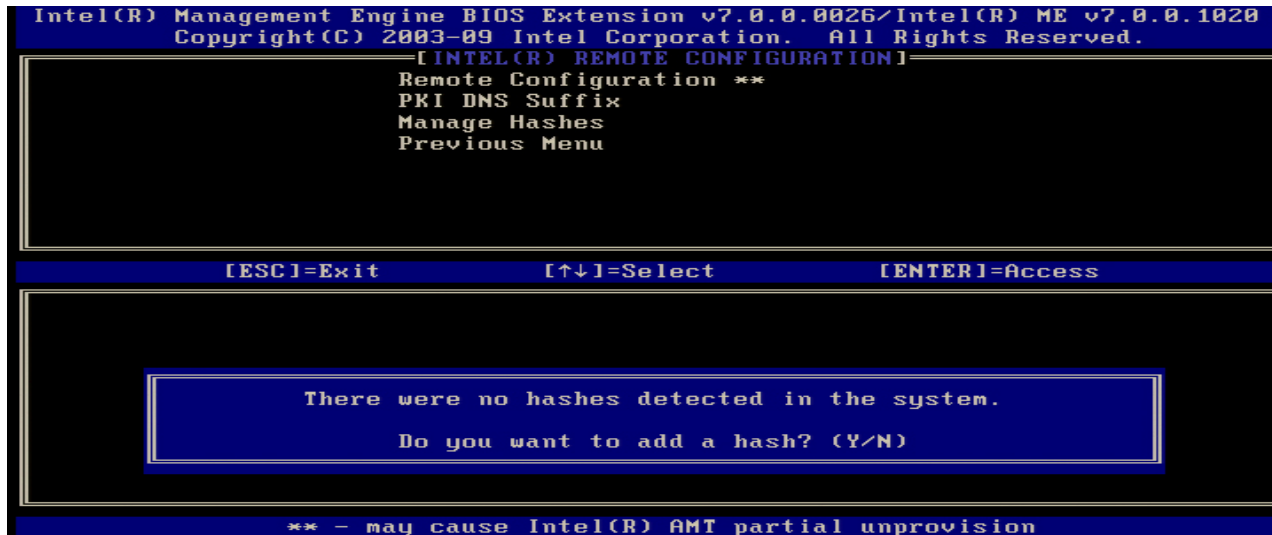 Intel(R) Management Engine BIOS Extension v7.0.0.0026/Intel(R) ME v7.0.0.1020
Copyright(C) 2003-09 Intel Corporation. All Rights Reserved.
[INTEL(R) REMOTE CONFIGURATION]
Remote Configuration **
PKI DNS Suffix
Manage Hashes
Previous Menu
[ESC]=Exit [↑↓]=Select [ENTER]=Access
There were no hashes detected in the system.
Do you want to add a hash? (Y/N)
** - may cause Intel(R) AMT partial unprovision